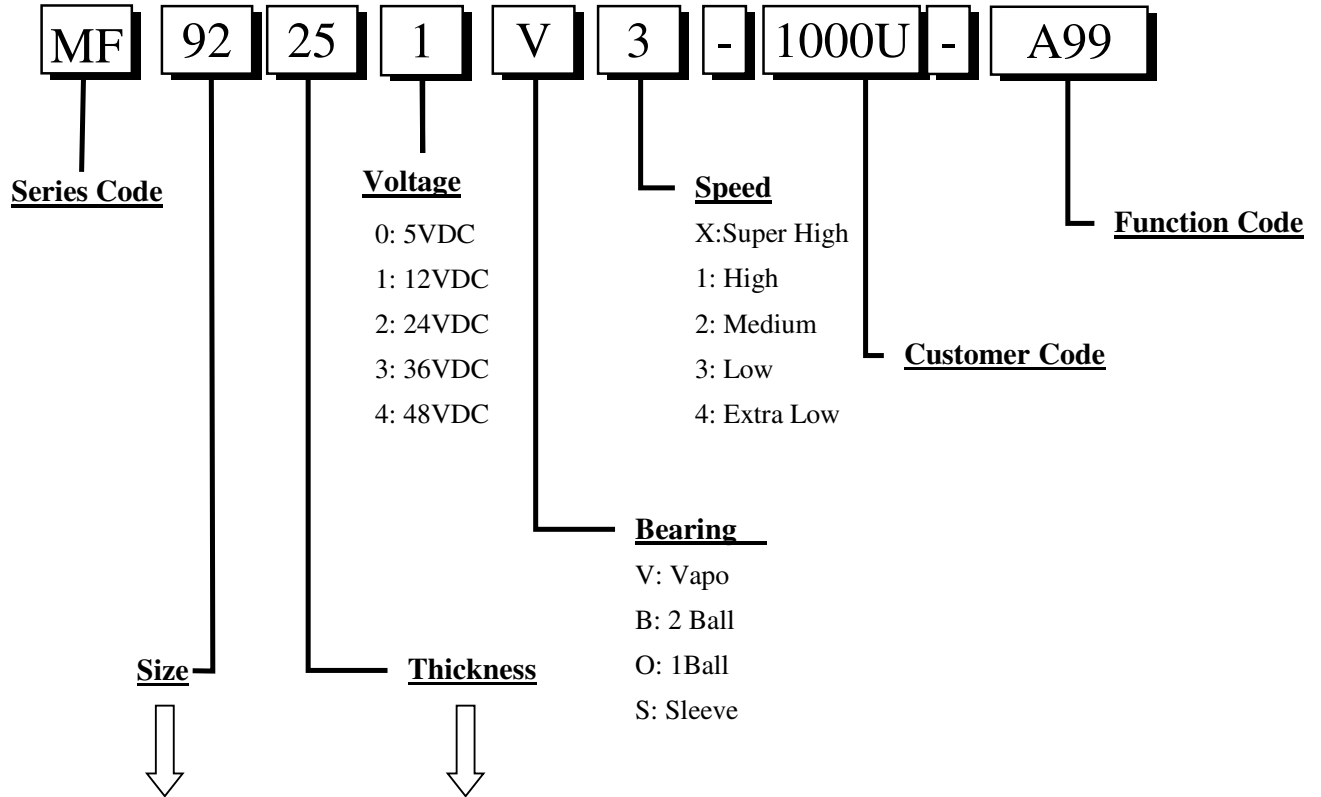 MF 92 25 1 V 3 - 1000U - A99
Series Code
Voltage
0: 5VDC
1: 12VDC
2: 24VDC
3: 36VDC
4: 48VDC
Speed
X:Super High
1: High
2: Medium
3: Low
4: Extra Low
Function Code
Customer Code
Bearing
V: Vapo
B: 2 Ball
O: 1Ball
S: Sleeve
Size
Thickness